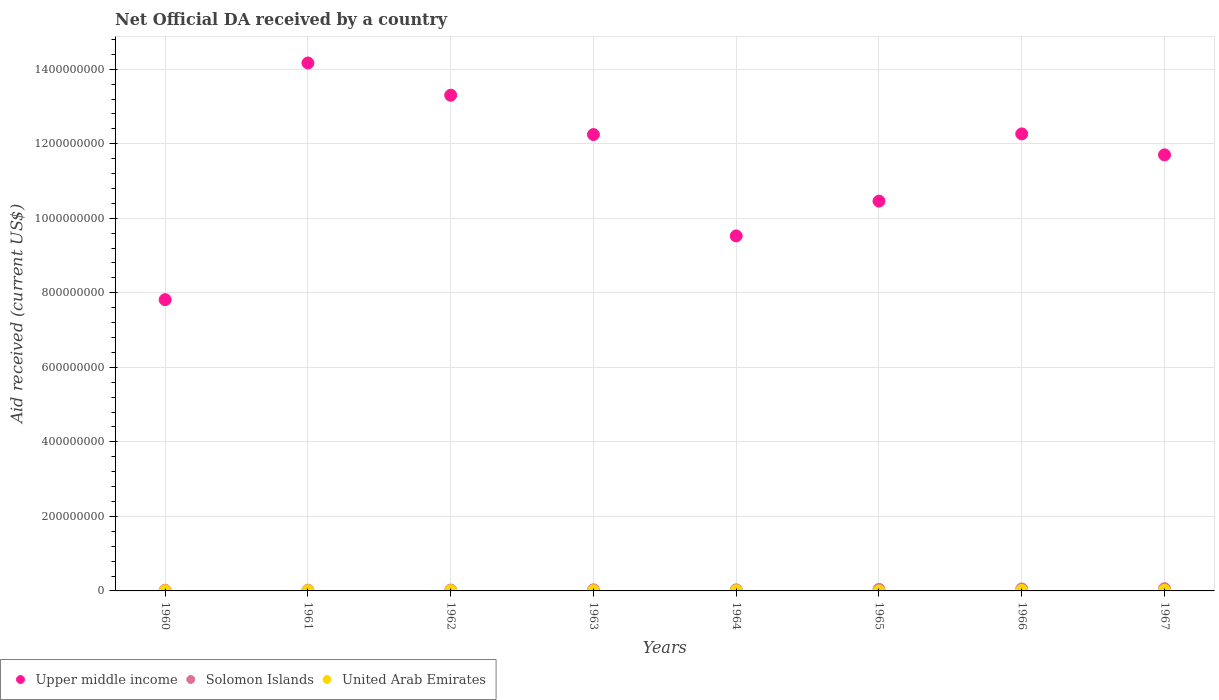 Net Official DA received by a country
Aid received (current US$)
1400000000
1200000000
1000000000
800000000
600000000
400000000
200000000
0
1960
1961
1962
1963
1964
1965
1966
1967
Years
Upper middle income
Solomon Islands
United Arab Emirates